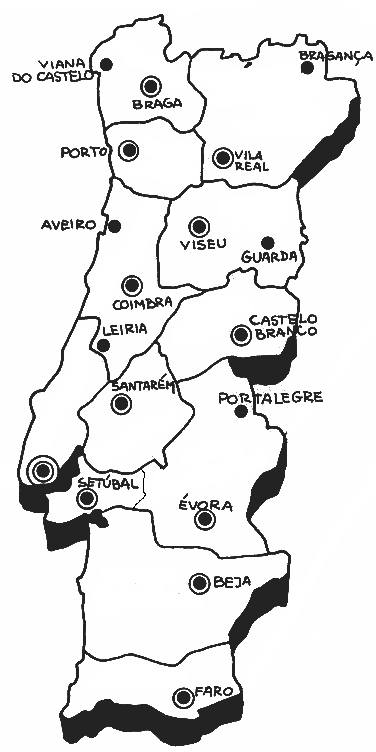 BRAGANÇA
VIANA
DO CASTELO
BRAGA
PORTO
VILA
REAL
AVEIRO
VISEU
GUARDA
COIMBRA
CASTELO
BRANCO
LEIRIA
SANTARÉM
PORTALEGRE
SETÚBAL
ÉVORA
BEJA
FARO